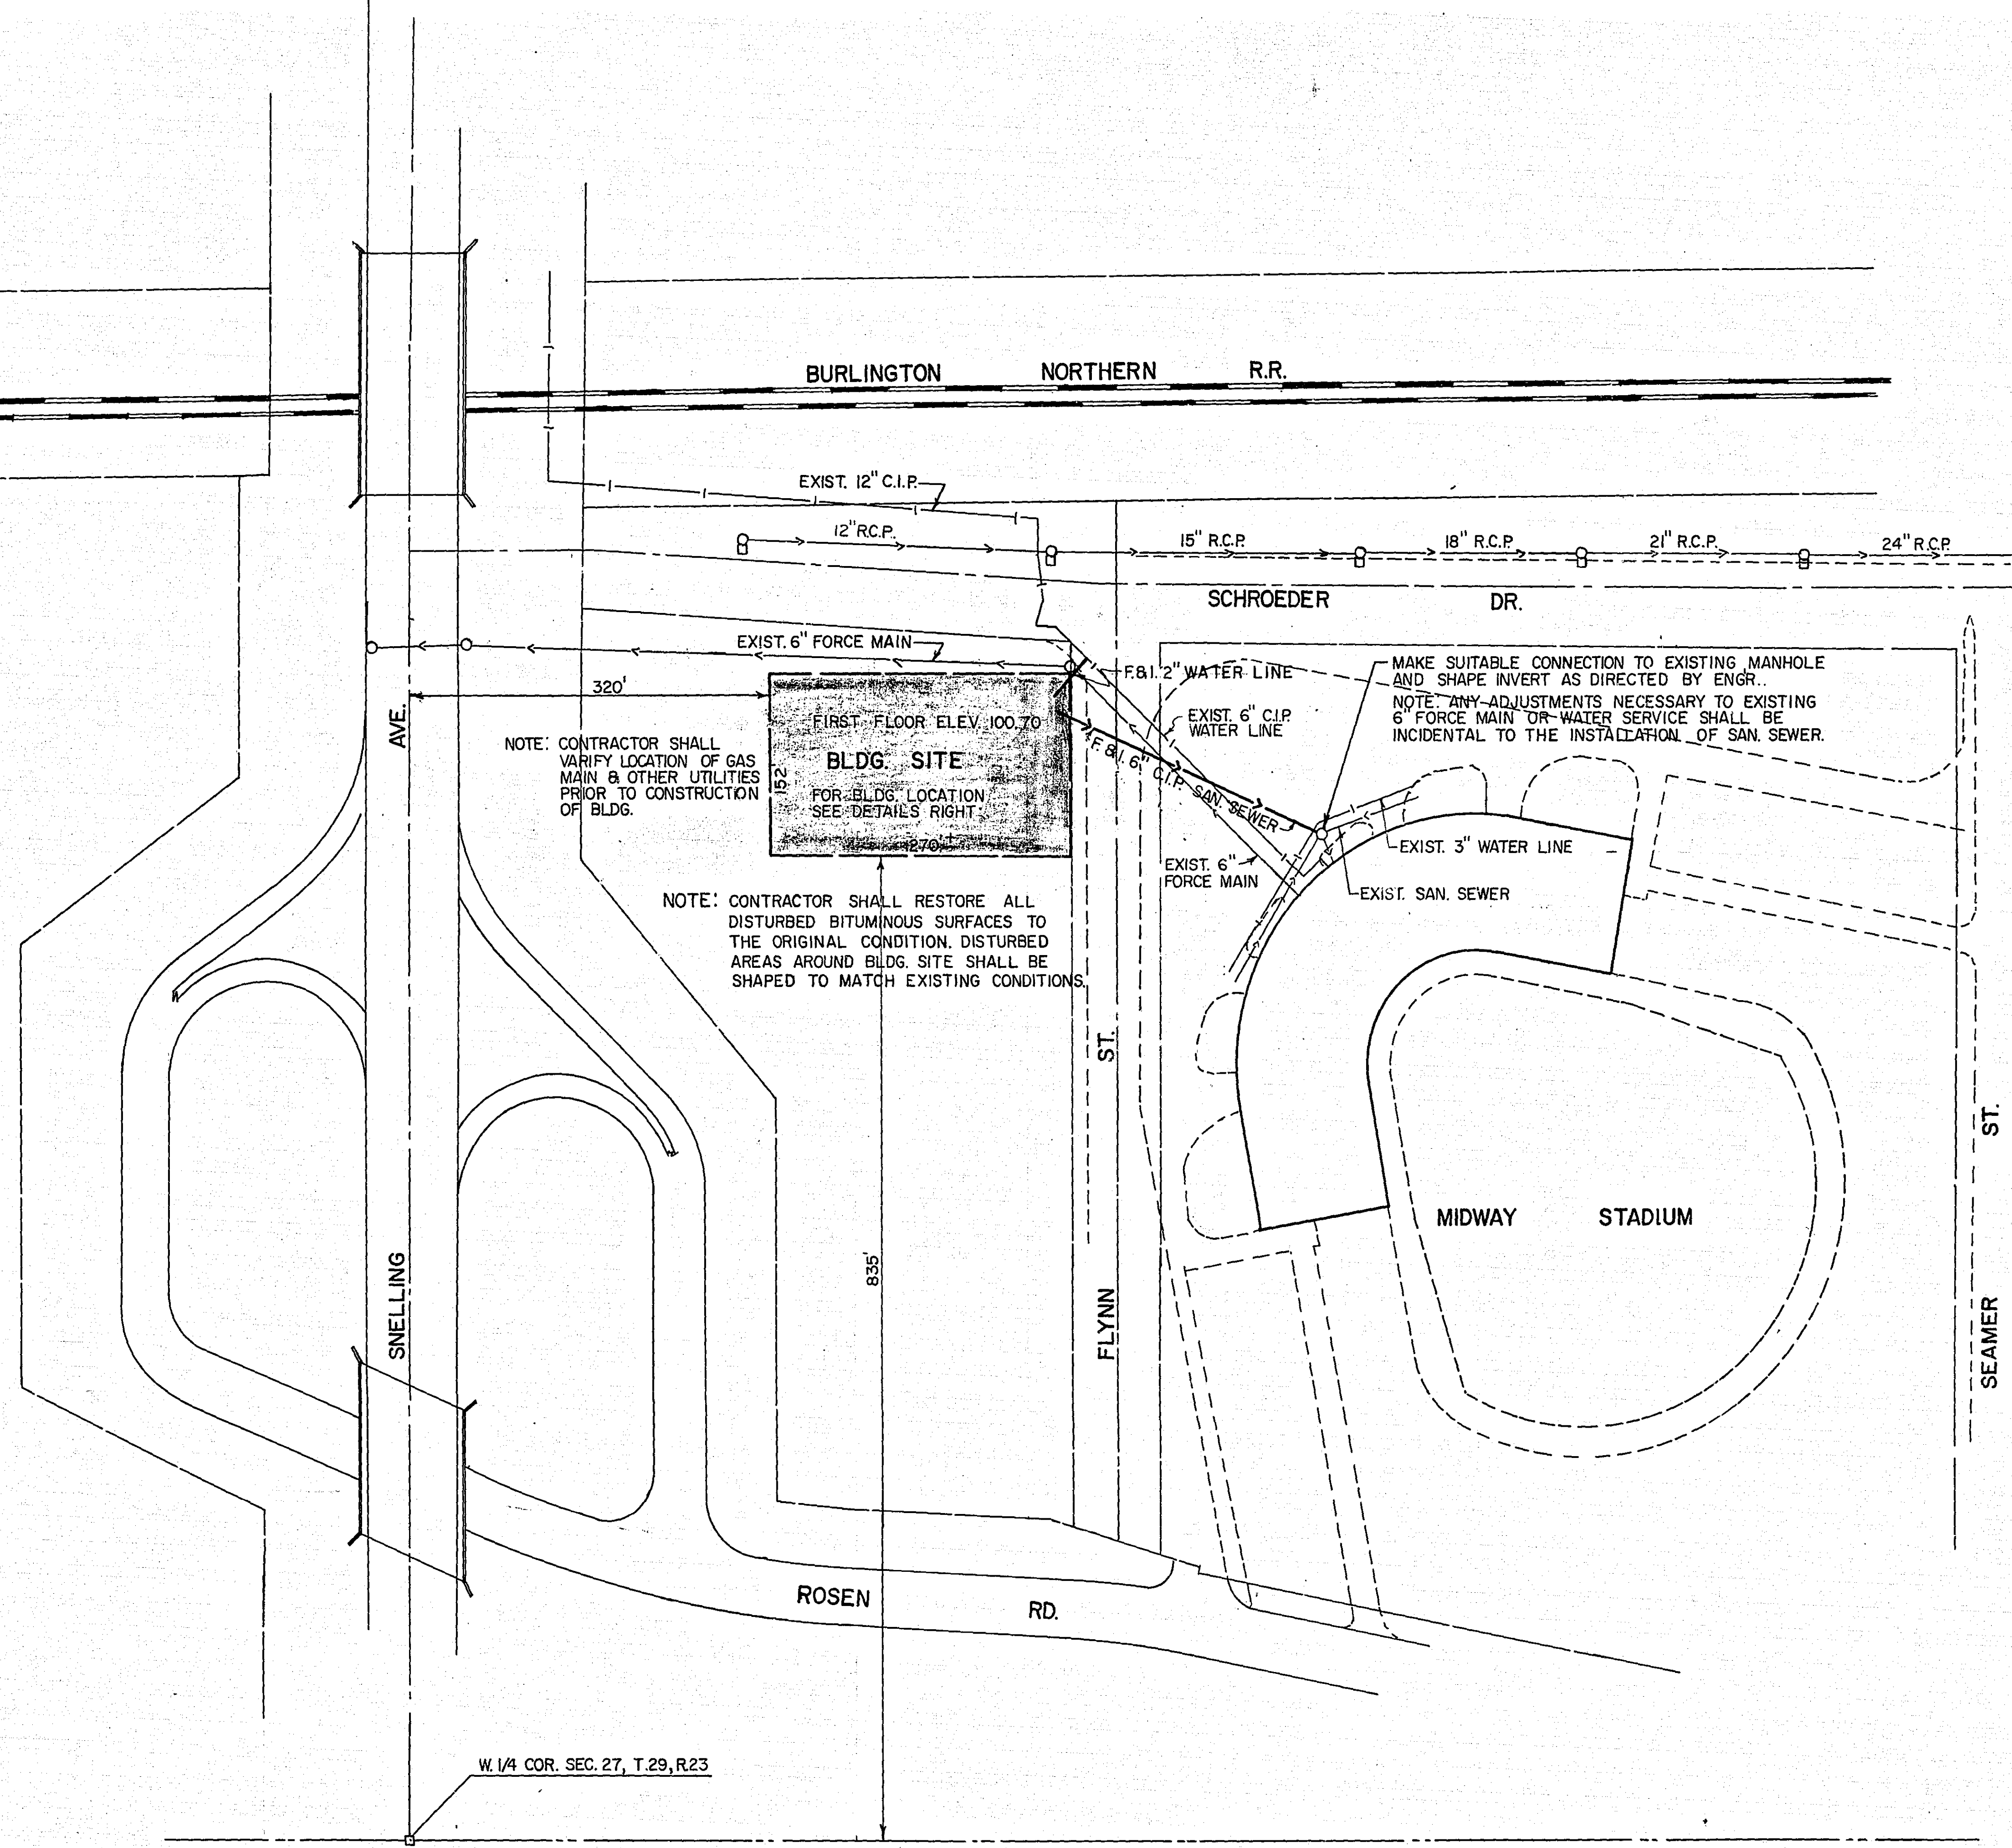 BURLINGTON NORTHERN R.R.
EXIST. 12" C.I.P.
12" R.C.P.
15" R.C.P.
18" R.C.P.
21" R.C.P.
24" R.C.P.
SCHROEDER DR.
EXIST. 6" FORCE MAIN
F.&I. 2" WATER LINE
MAKE SUITABLE CONNECTION TO EXISTING MANHOLE
AND SHAPE INVERT AS DIRECTED BY ENGR..
NOTE: ANY ADJUSTMENTS NECESSARY TO EXISTING
6" FORCE MAIN OR WATER SERVICE SHALL BE
INCIDENTAL TO THE INSTALLATION OF SAN. SEWER.
320'
AVE.
FIRST FLOOR ELEV. 100.70
BLDG. SITE
FOR BLDG. LOCATION
SEE DETAILS RIGHT
152'
270'±
EXIST. 6" C.I.P.
WATER LINE
F. & I. 6" C.I.P. SAN. SEWER
NOTE: CONTRACTOR SHALL
VARIFY LOCATION OF GAS
MAIN & OTHER UTILITIES
PRIOR TO CONSTRUCTION
OF BLDG.
EXIST. 3" WATER LINE
EXIST. 6"
FORCE MAIN
EXIST. SAN. SEWER
NOTE: CONTRACTOR SHALL RESTORE ALL
DISTURBED BITUMINOUS SURFACES TO
THE ORIGINAL CONDITION. DISTURBED
AREAS AROUND BLDG. SITE SHALL BE
SHAPED TO MATCH EXISTING CONDITIONS.
ST.
ST.
MIDWAY STADIUM
835'
SNELLING
FLYNN
SEAMER
ROSEN RD.
W. 1/4 COR. SEC. 27, T.29, R.23